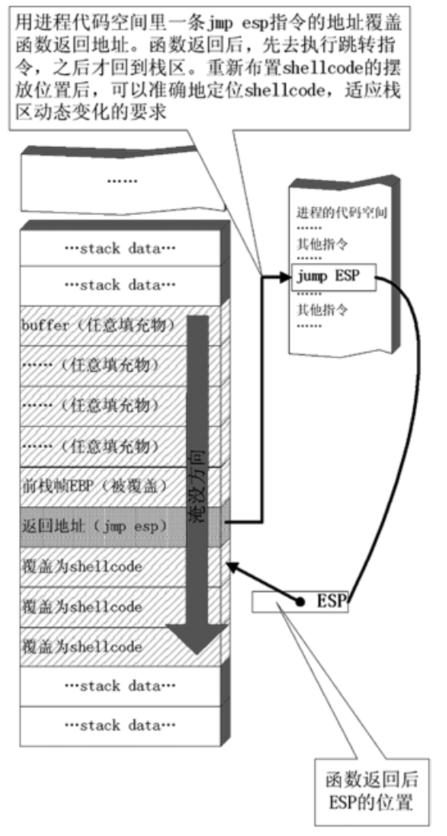 用进程代码空间里一条jmp esp指令的地址覆盖
函数返回地址。函数返回后，先去执行跳转指
令，之后才回到栈区。重新布置shellcode的摆
放位置后，可以准确地定位shellcode，适应栈
区动态变化的要求
……
进程的代码空间
……
其他指令
……
jump ESP
……
其他指令
……
…stack data…
…stack data…
buffer（任意填充物）
……（任意填充物）
……（任意填充物）
……（任意填充物）
前栈帧EBP（被覆盖）
返回地址（jmp esp）
覆盖为shellcode
覆盖为shellcode
覆盖为shellcode
…stack data…
…stack data…
淹没方向
ESP
函数返回后
ESP的位置